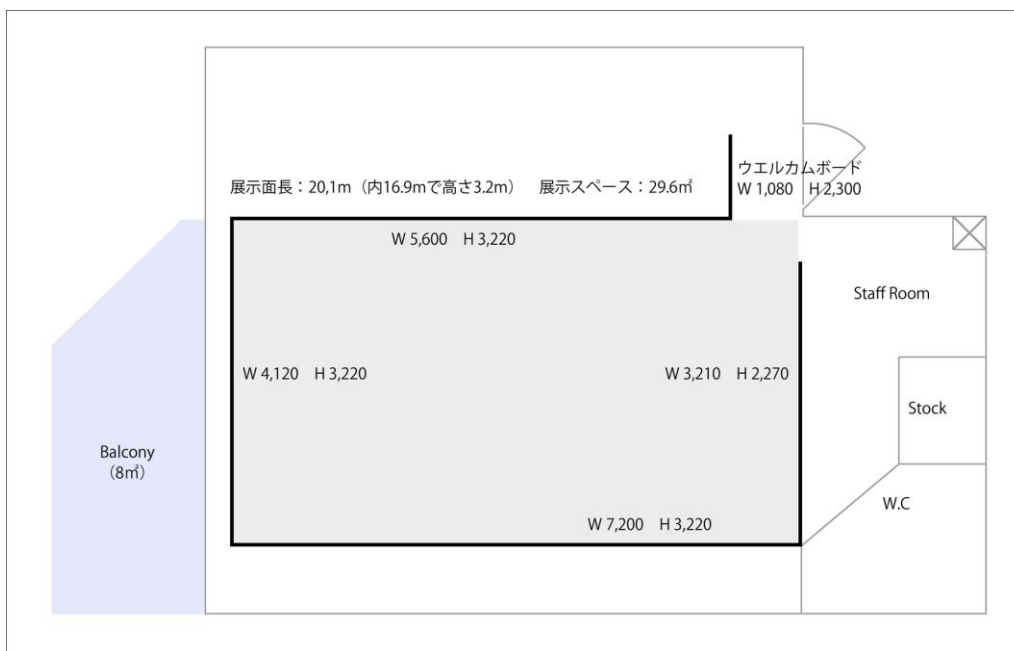 ウエルカムボード
展示面長：20,1m（内16.9mで高さ3.2m） 展示スペース：29.6㎡
W 1,080 H 2,300
W 5,600 H 3,220
Staff Room
W 4,120 H 3,220
W 3,210 H 2,270
Stock
Balcony
（8㎡）
W.C
W 7,200 H 3,220